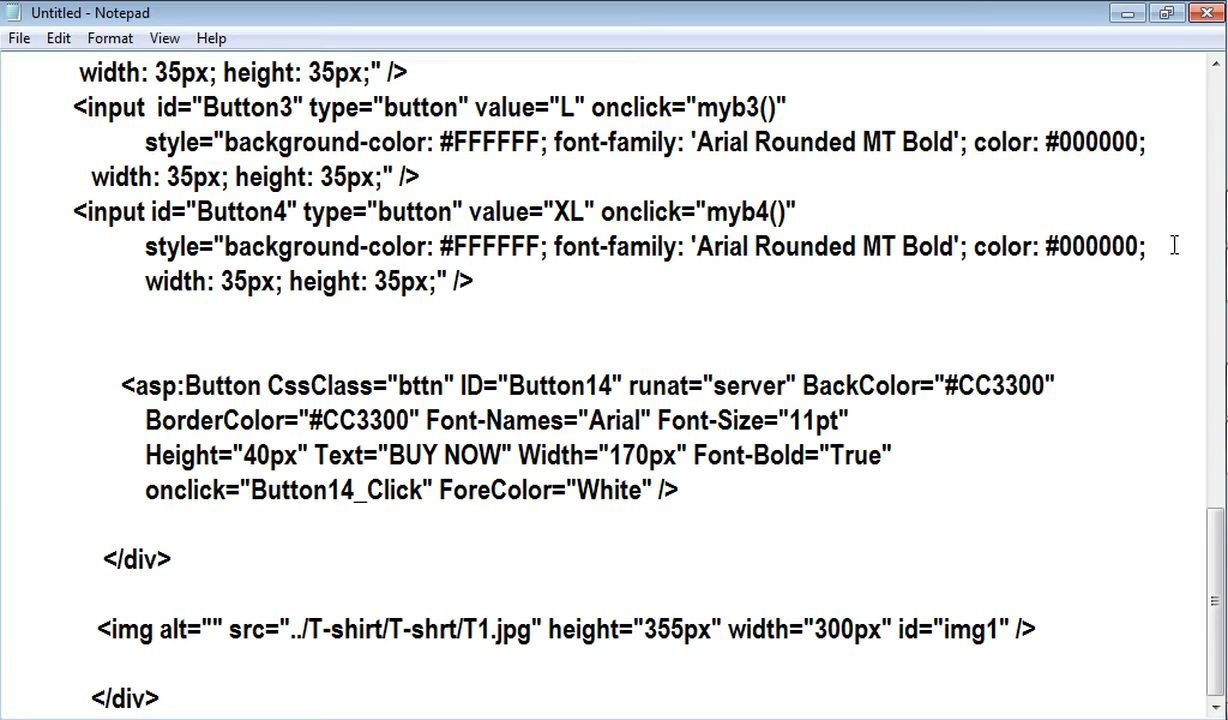 Untitled - Notepad
File Edit Format View Help
width: 35px; height: 35px;" />
<input  id="Button3" type="button" value="L" onclick="myb3()"
style="background-color: #FFFFFF; font-family: 'Arial Rounded MT Bold'; color: #000000;
width: 35px; height: 35px;" />
<input id="Button4" type="button" value="XL" onclick="myb4()"
style="background-color: #FFFFFF; font-family: 'Arial Rounded MT Bold'; color: #000000;
width: 35px; height: 35px;" />
<asp:Button CssClass="bttn" ID="Button14" runat="server" BackColor="#CC3300"
BorderColor="#CC3300" Font-Names="Arial" Font-Size="11pt"
Height="40px" Text="BUY NOW" Width="170px" Font-Bold="True"
onclick="Button14_Click" ForeColor="White" />
</div>
<img alt="" src="../T-shirt/T-shrt/T1.jpg" height="355px" width="300px" id="img1" />
</div>